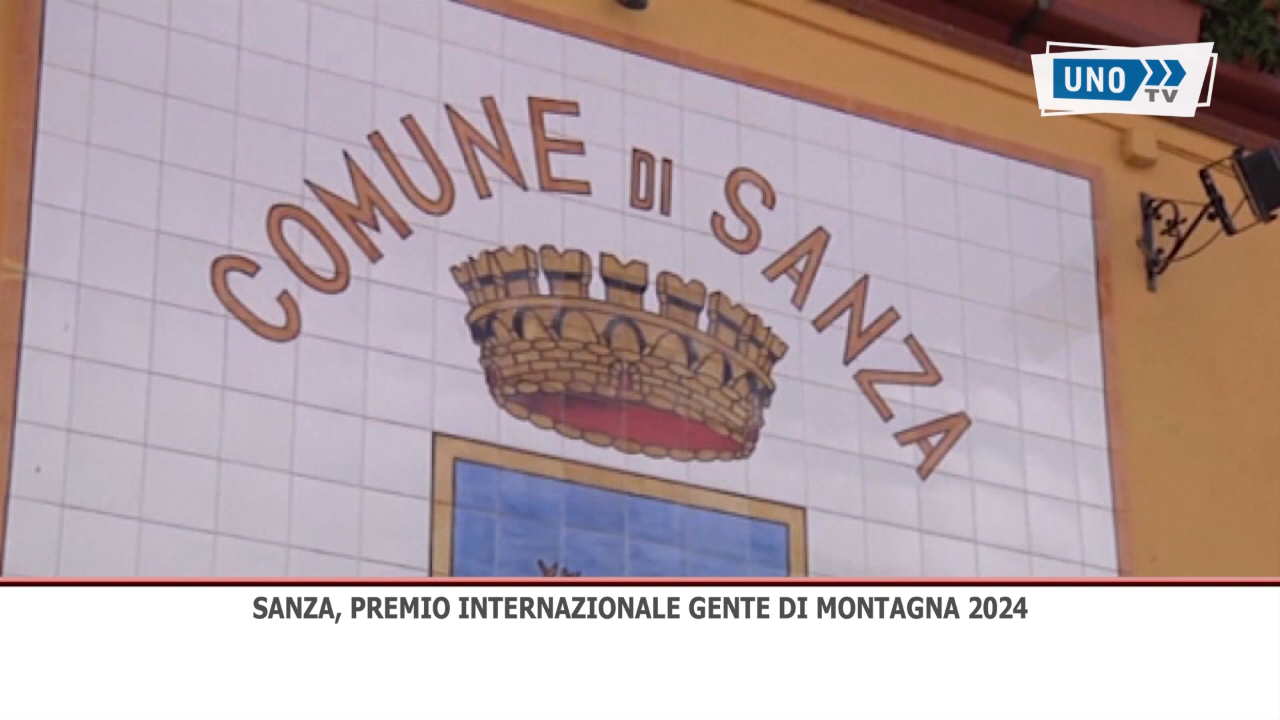 UNO
TV
COMUNE DI SANZA
SANZA, PREMIO INTERNAZIONALE GENTE DI MONTAGNA 2024